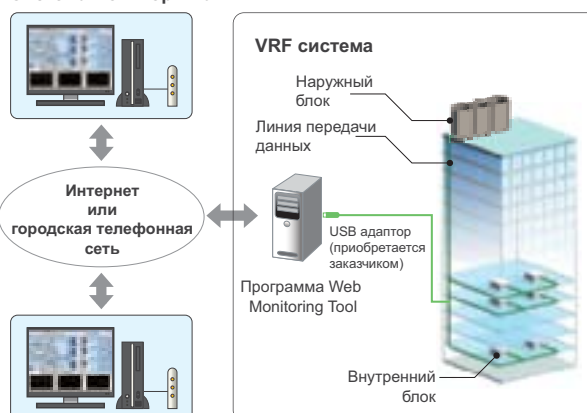 VRF система
Наружный
блок
Линия передачи
данных
Интернет
или
городская телефонная
сеть
USB адаптор
(приобретается
заказчиком)
Программа Web
Monitoring Tool
Внутренний
блок